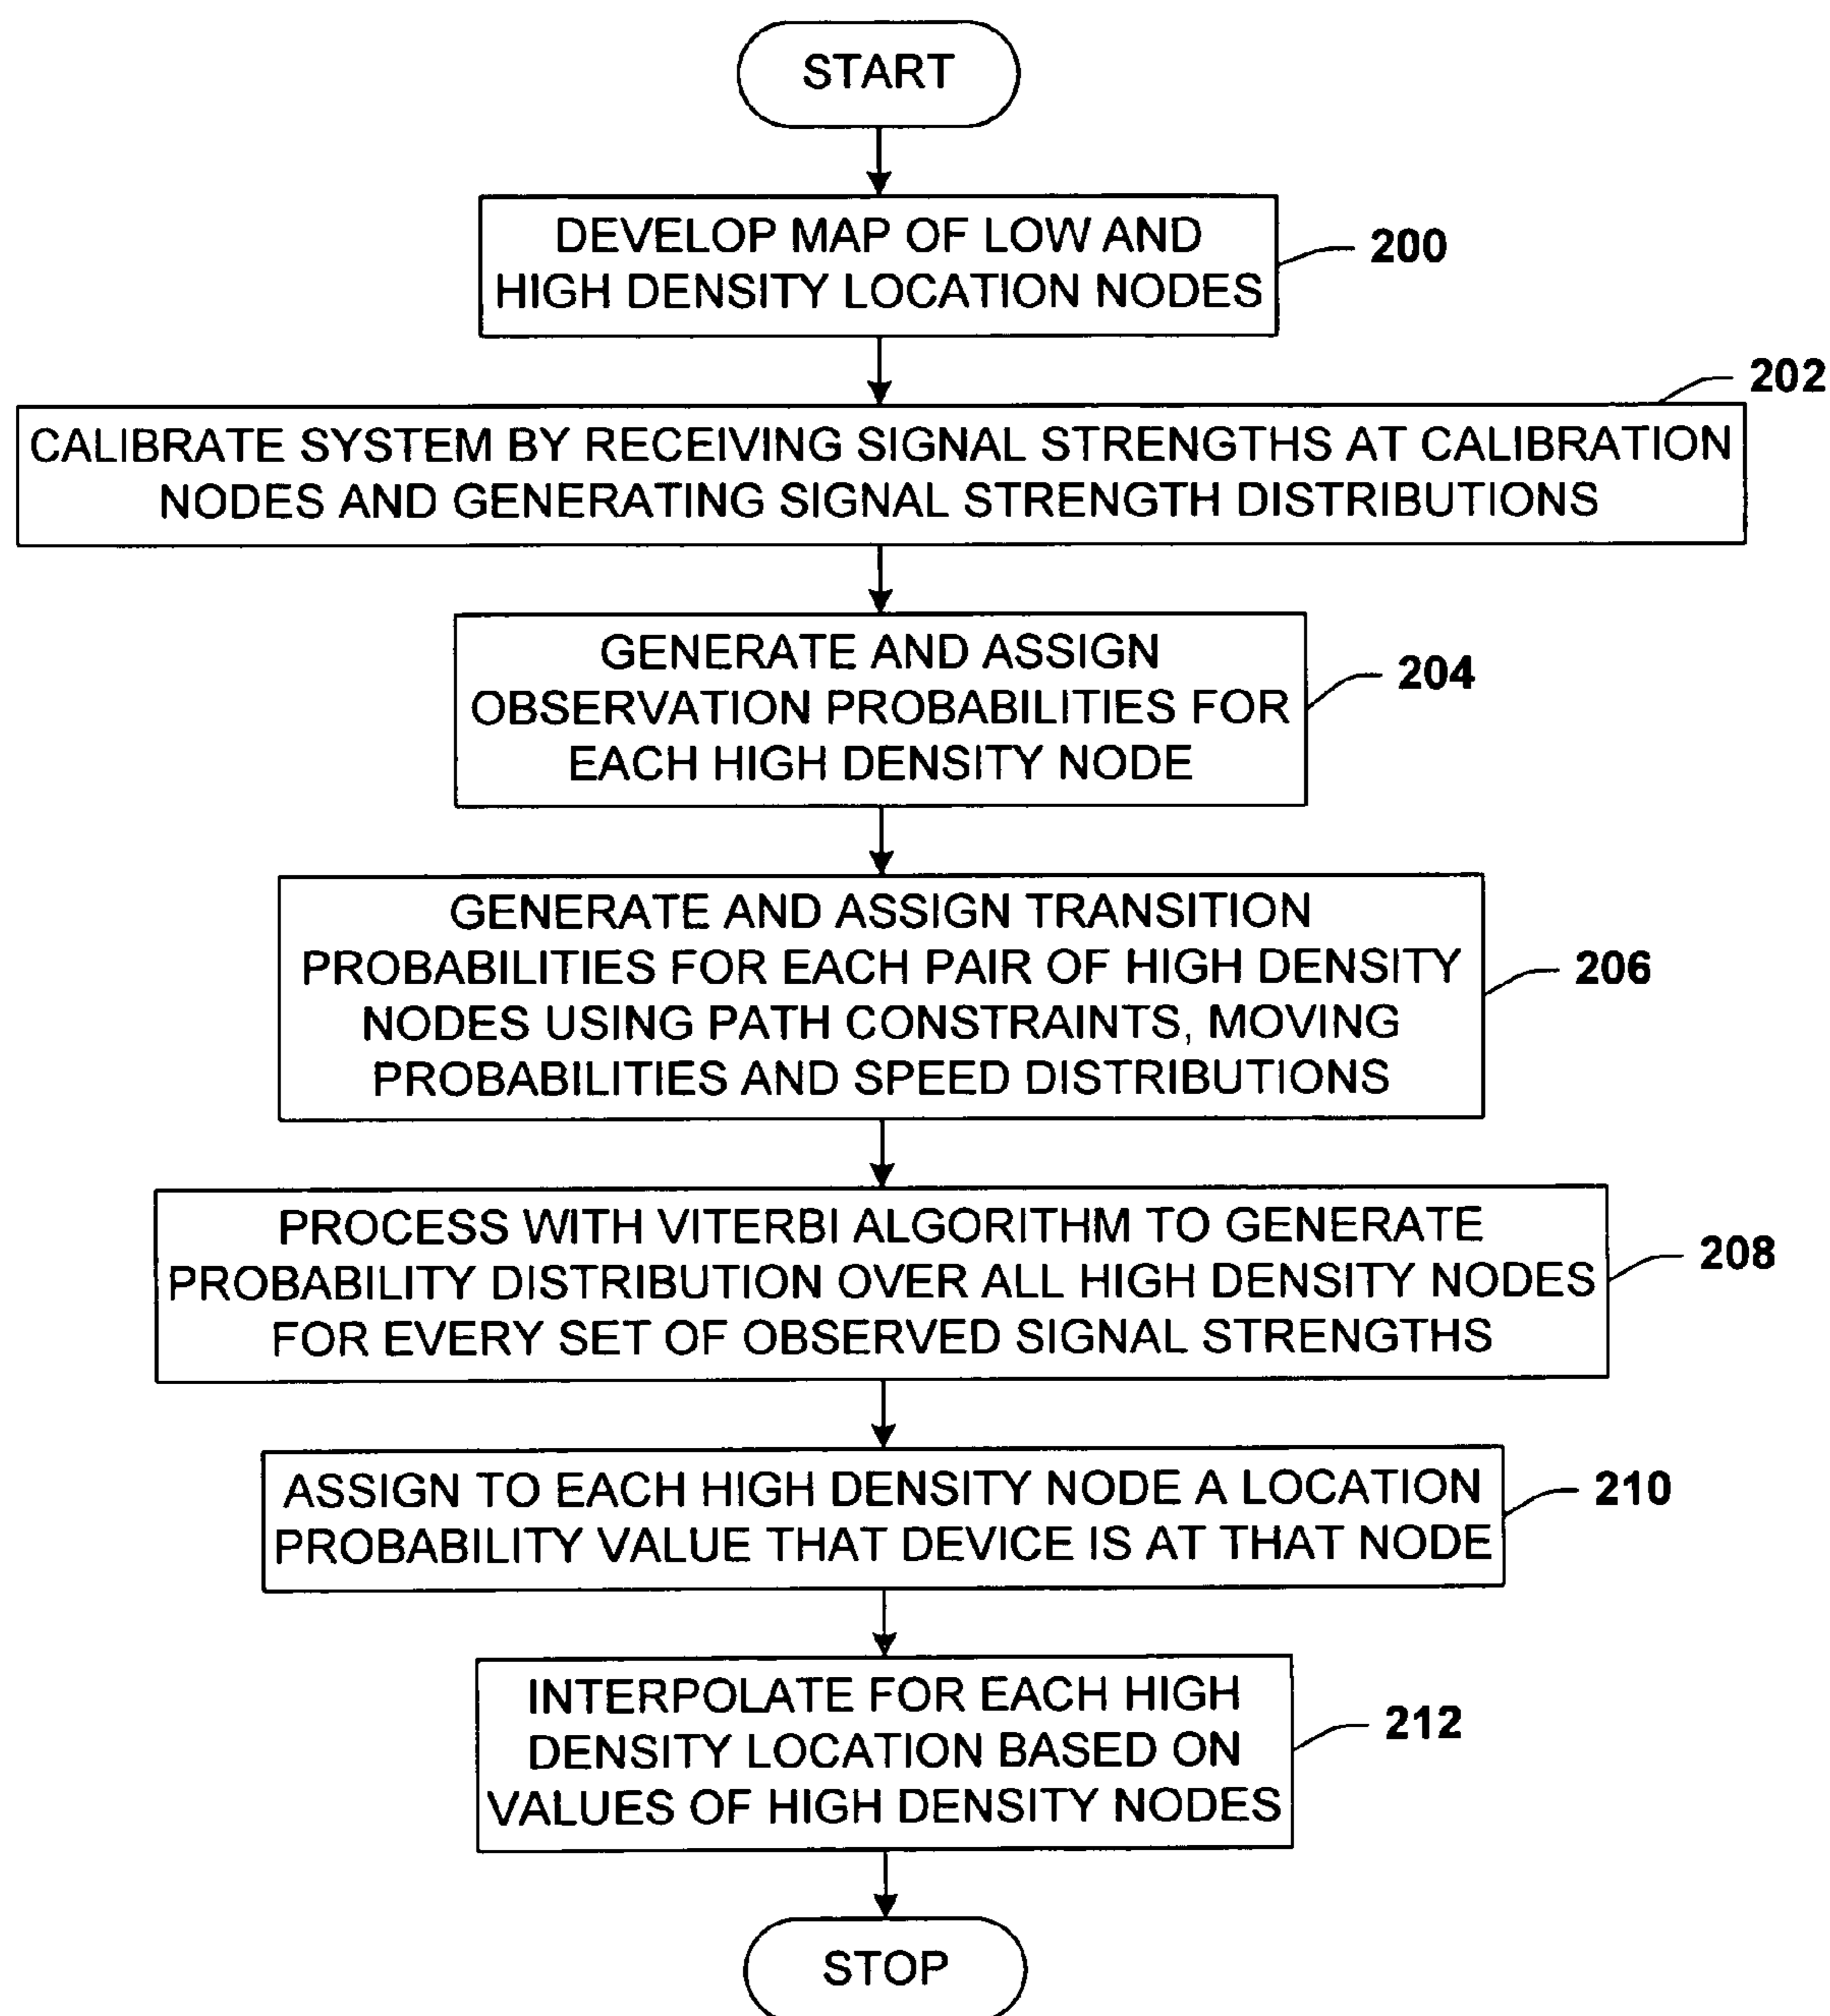 START
DEVELOP MAP OF LOW AND
HIGH DENSITY LOCATION NODES
200
202
CALIBRATE SYSTEM BY RECEIVING SIGNAL STRENGTHS AT CALIBRATION
NODES AND GENERATING SIGNAL STRENGTH DISTRIBUTIONS
GENERATE AND ASSIGN
OBSERVATION PROBABILITIES FOR
EACH HIGH DENSITY NODE
204
GENERATE AND ASSIGN TRANSITION
PROBABILITIES FOR EACH PAIR OF HIGH DENSITY
NODES USING PATH CONSTRAINTS, MOVING
PROBABILITIES AND SPEED DISTRIBUTIONS
206
PROCESS WITH VITERBI ALGORITHM TO GENERATE
PROBABILITY DISTRIBUTION OVER ALL HIGH DENSITY NODES
FOR EVERY SET OF OBSERVED SIGNAL STRENGTHS
208
ASSIGN TO EACH HIGH DENSITY NODE A LOCATION
PROBABILITY VALUE THAT DEVICE IS AT THAT NODE
210
INTERPOLATE FOR EACH HIGH
DENSITY LOCATION BASED ON
VALUES OF HIGH DENSITY NODES
212
STOP